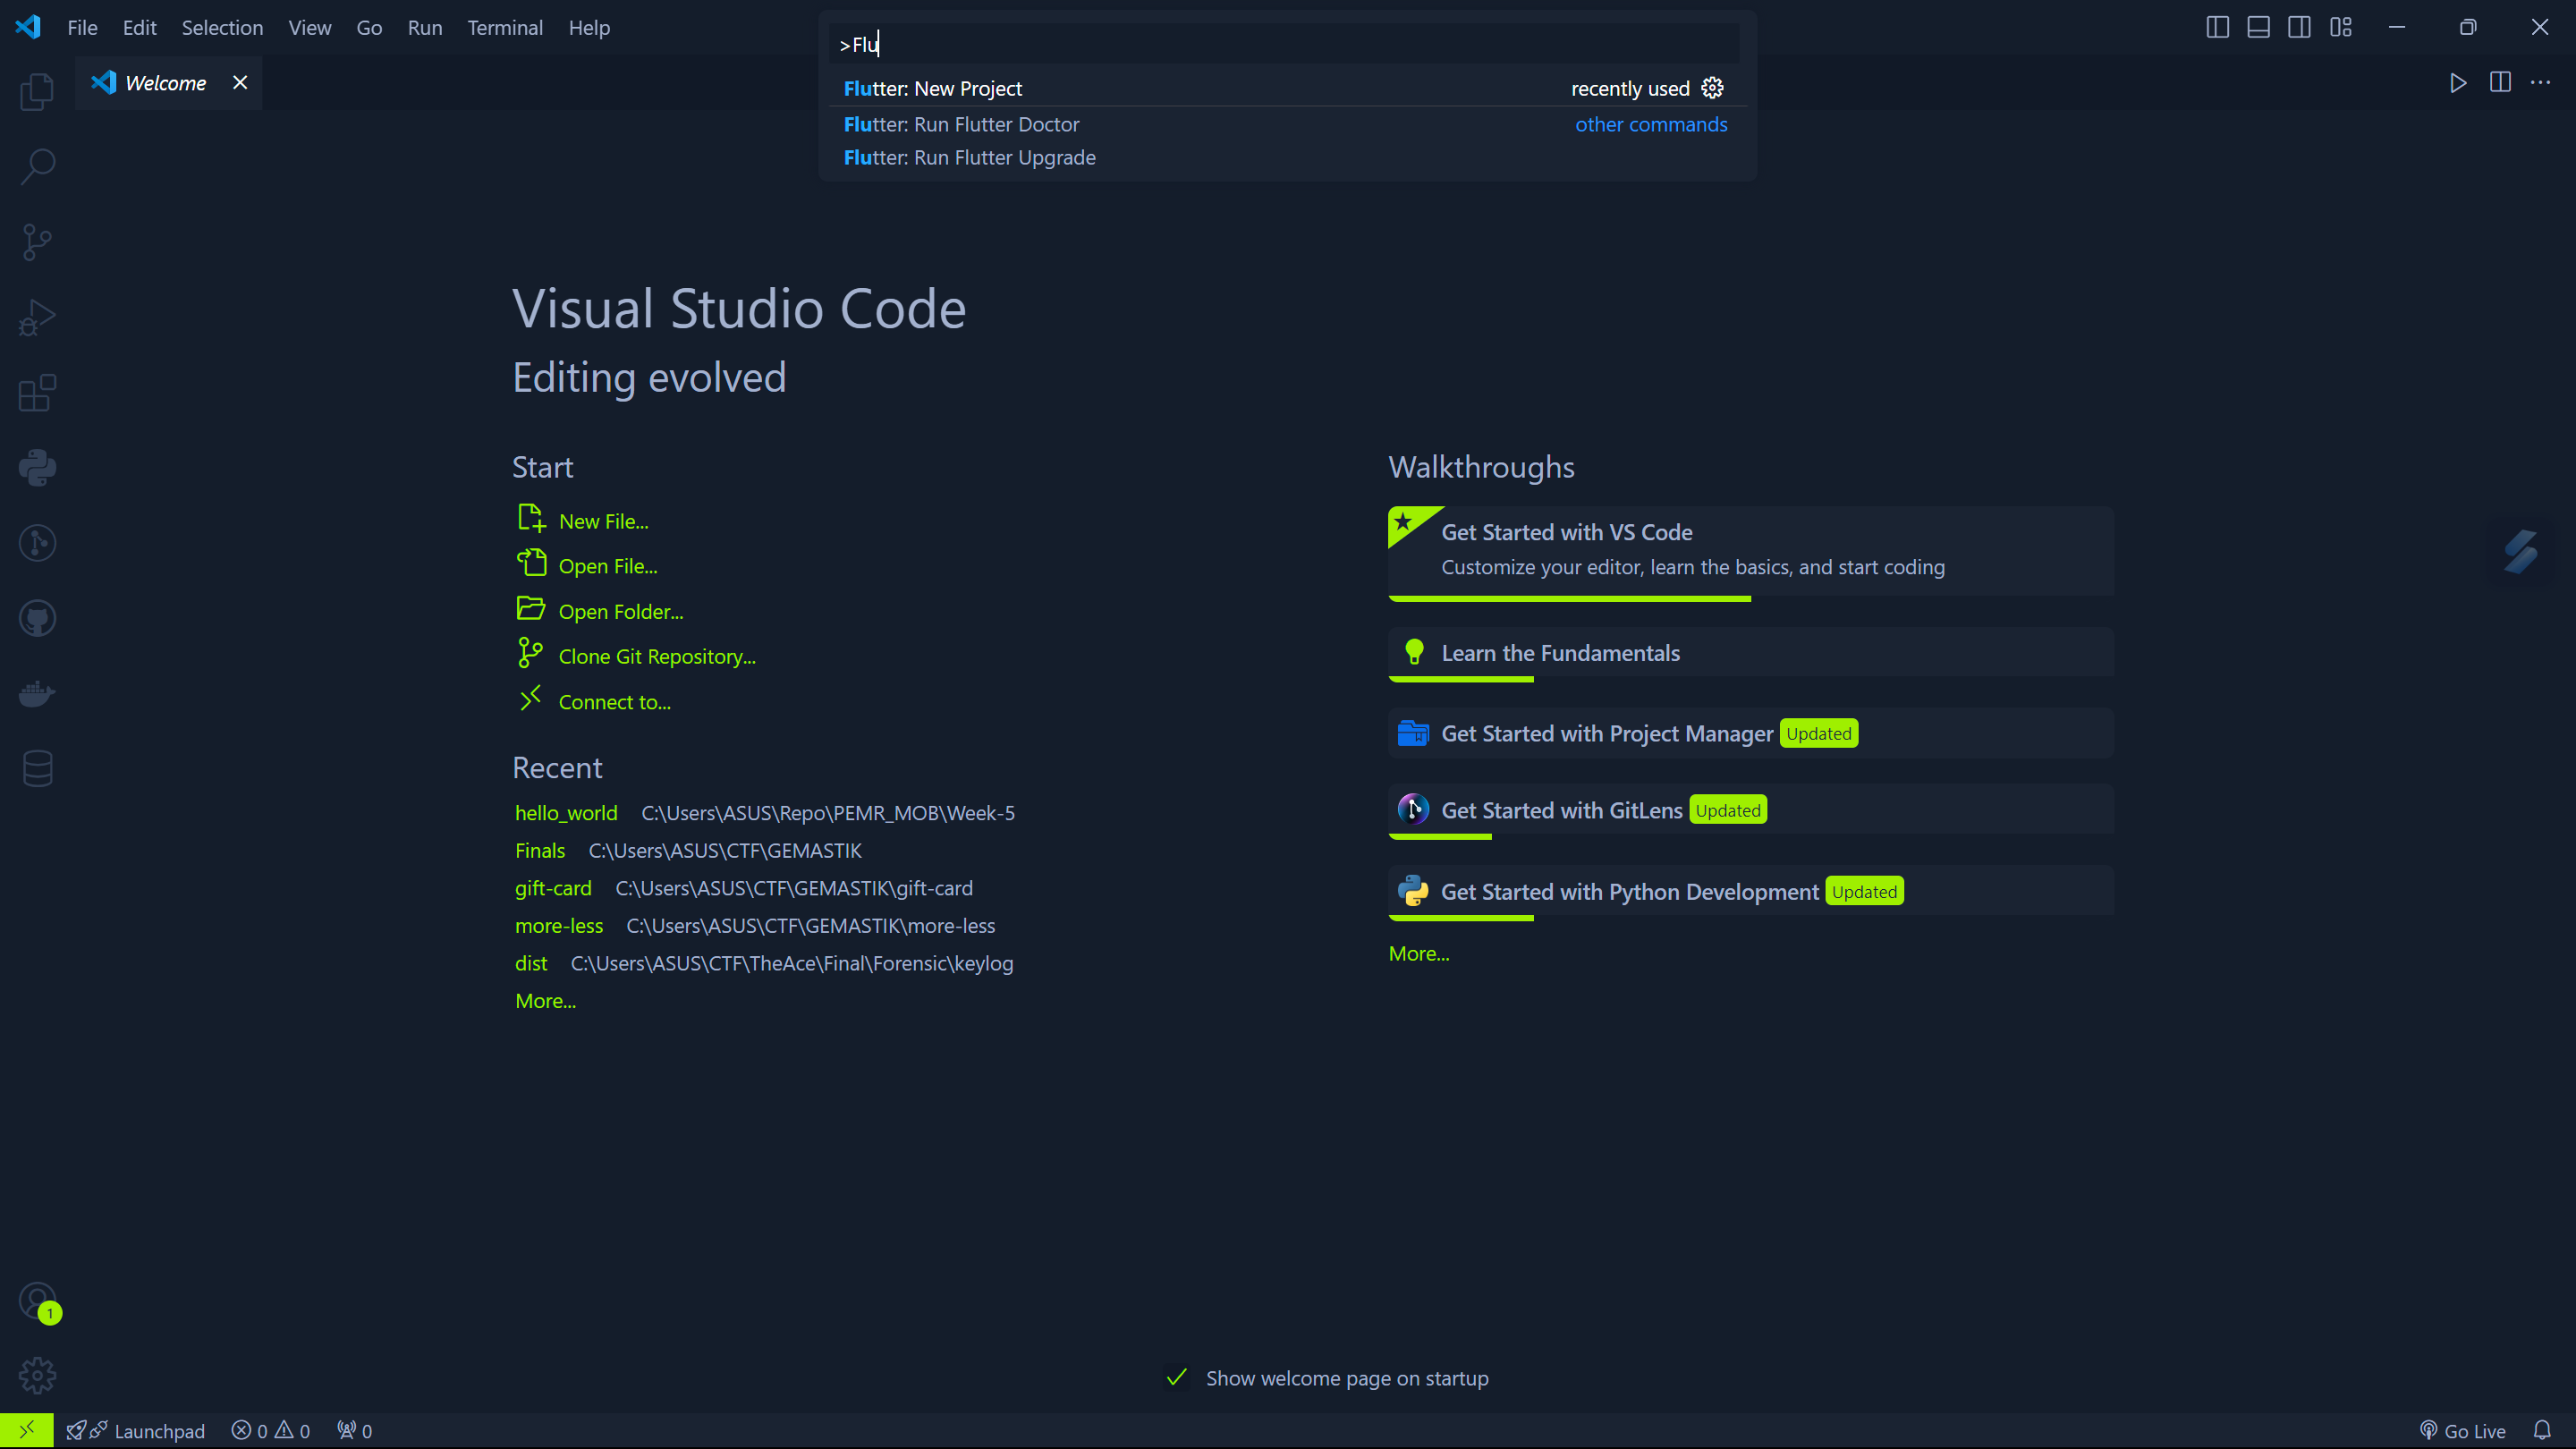 File Edit Selection View Go Run Terminal Help
>Flu
Flutter: New Project recently used
Flutter: Run Flutter Doctor other commands
Flutter: Run Flutter Upgrade
Welcome
Visual Studio Code
Editing evolved
Start
New File...
Open File...
Open Folder...
Clone Git Repository...
Connect to...
Recent
hello_world C:\Users\ASUS\Repo\PEMR_MOB\Week-5
Finals C:\Users\ASUS\CTF\GEMASTIK
gift-card C:\Users\ASUS\CTF\GEMASTIK\gift-card
more-less C:\Users\ASUS\CTF\GEMASTIK\more-less
dist C:\Users\ASUS\CTF\TheAce\Final\Forensic\keylog
More...
Walkthroughs
Get Started with VS Code
Customize your editor, learn the basics, and start coding
Learn the Fundamentals
Get Started with Project Manager Updated
Get Started with GitLens Updated
Get Started with Python Development Updated
More...
1
Show welcome page on startup
Launchpad 0 0 0 Go Live